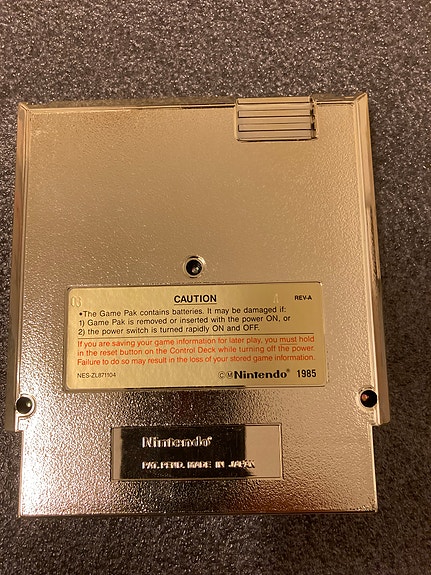 CAUTION REV-A
•The Game Pak contains batteries. It may be damaged if:
1) Game Pak is removed or inserted with the power ON, or
2) the power switch is turned rapidly ON and OFF.
If you are saving your game information for later play, you must hold
in the reset button on the Control Deck while turning off the power.
Failure to do so may result in the loss of your stored game information.
NES-ZL871104 ©Ⓜ Nintendo® 1985
Nintendo®
PAT. PEND. MADE IN JAPAN